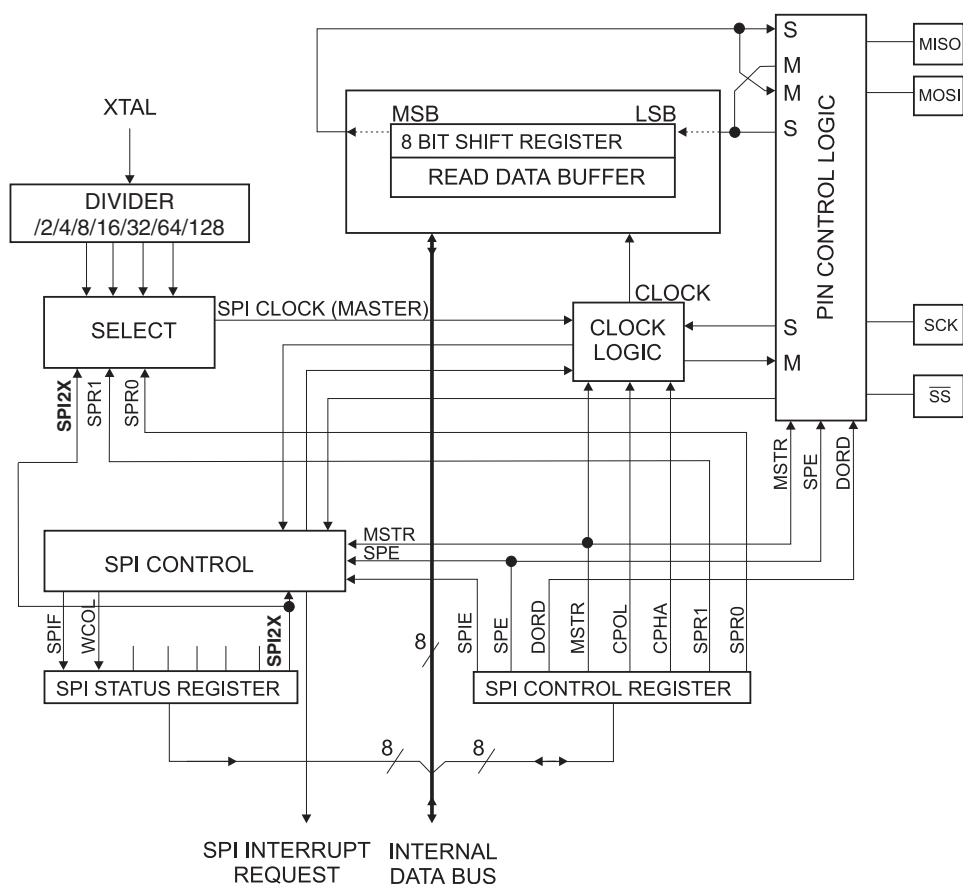 S
MISO
M
XTAL
MSB
LSB
M
MOSI
8 BIT SHIFT REGISTER
S
READ DATA BUFFER
DIVIDER
/2/4/8/16/32/64/128
PIN CONTROL LOGIC
SPI CLOCK (MASTER)
CLOCK
SELECT
CLOCK
LOGIC
S
SCK
M
SS
SPI2X
SPR1
SPR0
MSTR
SPE
DORD
MSTR
SPE
SPI CONTROL
SPIF
WCOL
SPI2X
8
SPIE
SPE
DORD
MSTR
CPOL
CPHA
SPR1
SPR0
SPI STATUS REGISTER
SPI CONTROL REGISTER
8
8
SPI INTERRUPT
REQUEST
INTERNAL
DATA BUS